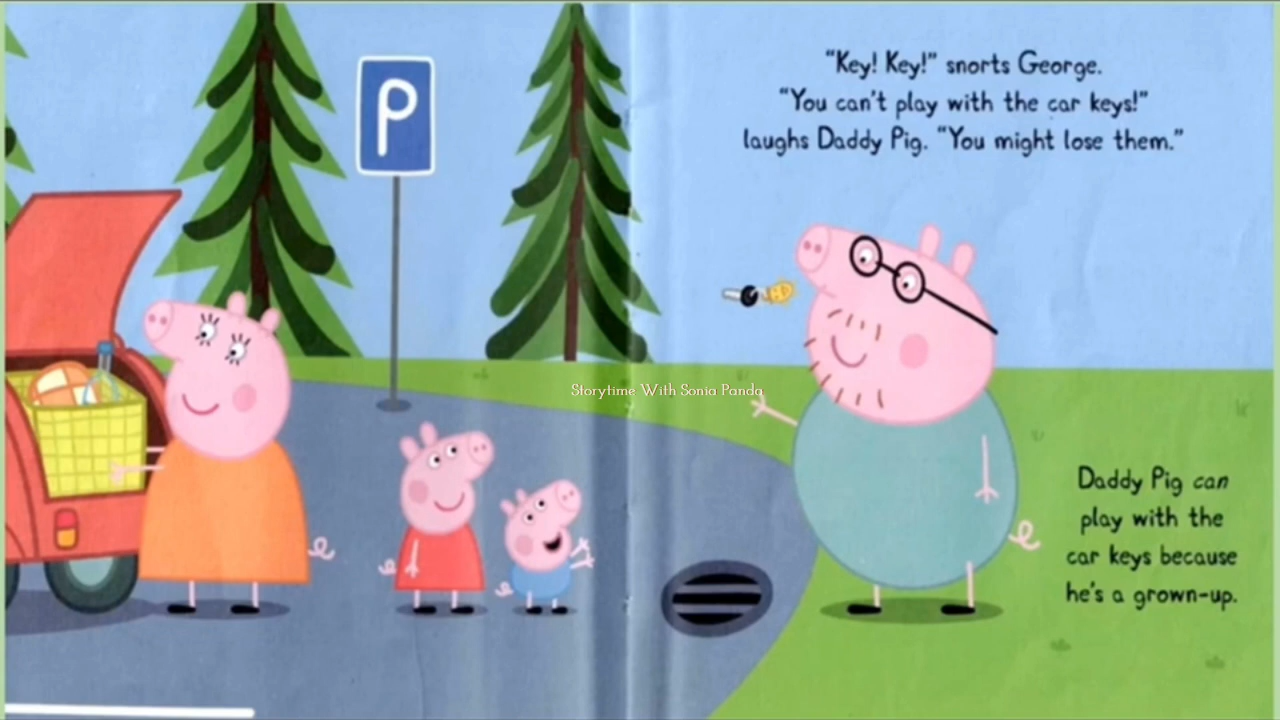 P
“Key! Key!” snorts George.
“You can't play with the car keys!”
laughs Daddy Pig. “You might lose them.”
Storytime With Sonia Panda
Daddy Pig can
play with the
car keys because
he's a grown-up.